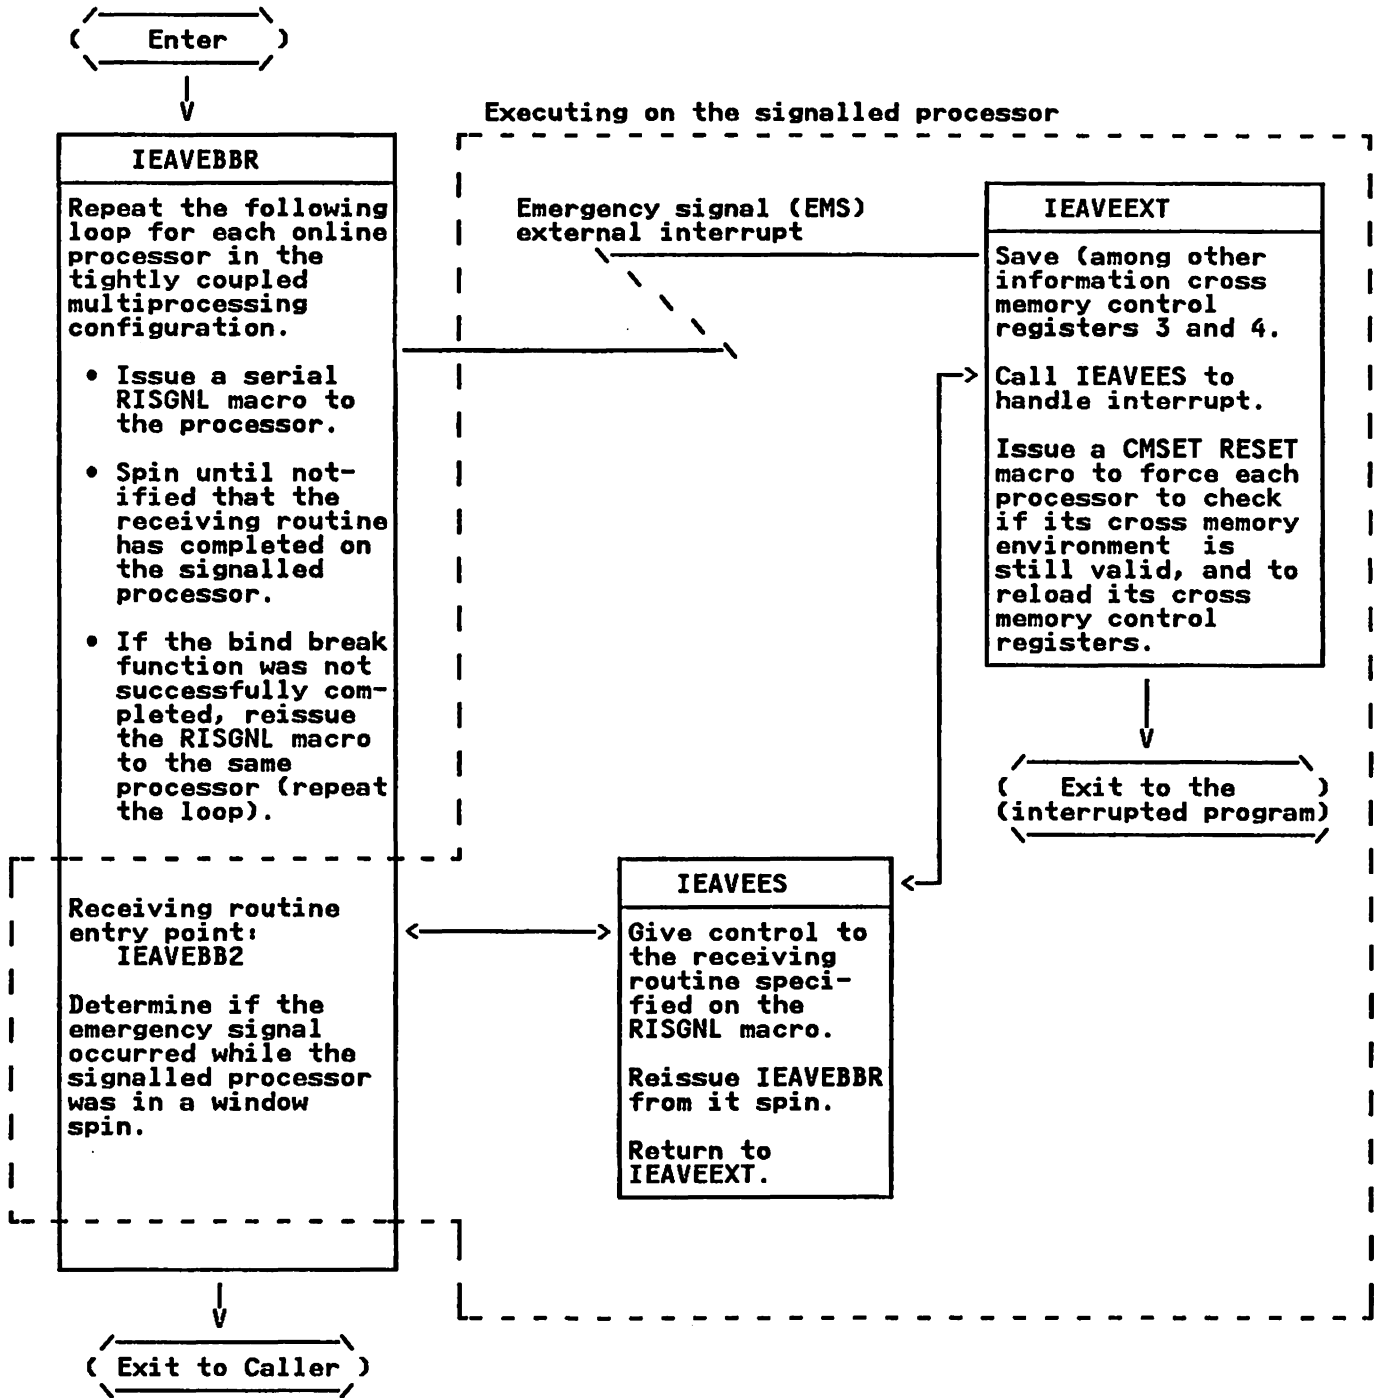 ( Enter )
Executing on the signalled processor
IEAVEBBR
Repeat the following
loop for each online
processor in the
tightly coupled
multiprocessing
configuration.
• Issue a serial
RISGNL macro to
the processor.
• Spin until not-
ified that the
receiving routine
has completed on
the signalled
processor.
• If the bind break
function was not
successfully com-
pleted, reissue
the RISGNL macro
to the same
processor (repeat
the loop).
Receiving routine
entry point:
IEAVEBB2
Determine if the
emergency signal
occurred while the
signalled processor
was in a window
spin.
( Exit to Caller )
Emergency signal (EMS)
external interrupt
IEAVEEXT
Save (among other
information cross
memory control
registers 3 and 4.
Call IEAVEES to
handle interrupt.
Issue a CMSET RESET
macro to force each
processor to check
if its cross memory
environment is
still valid, and to
reload its cross
memory control
registers.
( Exit to the )
(interrupted program)
IEAVEES
Give control to
the receiving
routine speci-
fied on the
RISGNL macro.
Reissue IEAVEBBR
from it spin.
Return to
IEAVEEXT.